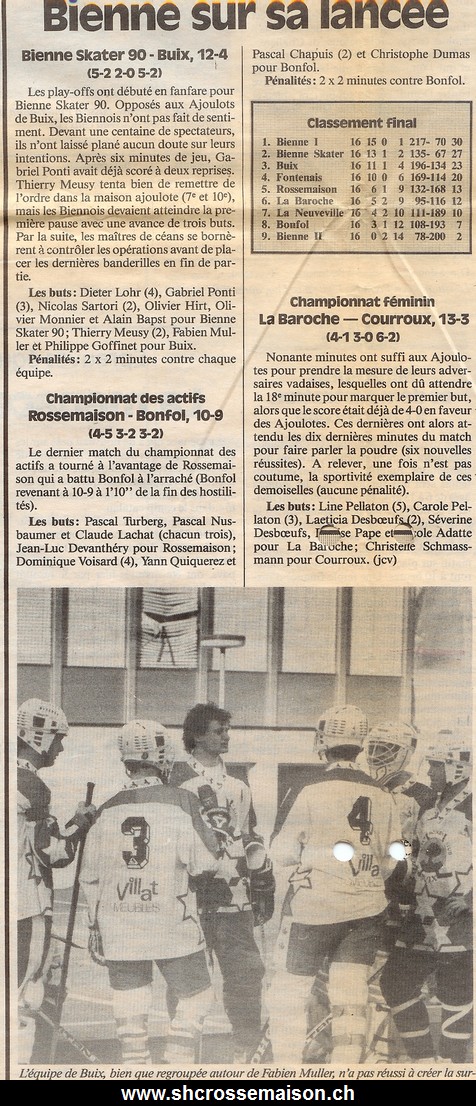 Bienne sur sa lancée
Bienne Skater 90 - Buix, 12-4
(5-2 2-0 5-2)
Les play-offs ont débuté en fanfare pour
Bienne Skater 90. Opposés aux Ajoulots
de Buix, les Biennois n'ont pas fait de senti-
ment. Devant une centaine de spectateurs,
ils n'ont laissé plané aucun doute sur leurs
intentions. Après six minutes de jeu, Ga-
briel Ponti avait déjà scoré à deux reprises.
Thierry Meusy tenta bien de remettre de
l'ordre dans la maison ajoulote (7e et 10e),
mais les Biennois devaient atteindre la pre-
mière pause avec une avance de trois buts.
Par la suite, les maîtres de céans se bornè-
rent à contrôler les opérations avant de pla-
cer les dernières banderilles en fin de par-
tie.
Les buts: Dieter Lohr (4), Gabriel Ponti
(3), Nicolas Sartori (2), Olivier Hirt, Oli-
vier Monnier et Alain Bapst pour Bienne
Skater 90; Thierry Meusy (2), Fabien Mul-
ler et Philippe Goffinet pour Buix.
Pénalités: 2 x 2 minutes contre chaque
équipe.
Championnat des actifs
Rossemaison - Bonfol, 10-9
(4-5 3-2 3-2)
Le dernier match du championnat des
actifs a tourné à l'avantage de Rossemai-
son qui a battu Bonfol à l'arraché (Bonfol
revenant à 10-9 à 1'10'' de la fin des hostili-
tés).
Les buts: Pascal Turberg, Pascal Nus-
baumer et Claude Lachat (chacun trois),
Jean-Luc Devanthéry pour Rossemaison;
Dominique Voisard (4), Yann Quiquerez et
Pascal Chapuis (2) et Christophe Dumas
pour Bonfol.
Pénalités: 2 x 2 minutes contre Bonfol.
Classement final
1. Bienne I 16 15 0 1 217- 70 30
2. Bienne Skater 16 13 1 2 135- 67 27
3. Buix 16 11 1 4 196-134 23
4. Fontenais 16 10 0 6 169-114 20
5. Rossemaison 16 6 1 9 132-168 13
6. La Baroche 16 5 2 9 95-116 12
7. La Neuveville 16 4 2 10 111-189 10
8. Bonfol 16 3 1 12 108-193 7
9. Bienne II 16 0 2 14 78-200 2
Championnat féminin
La Baroche — Courroux, 13-3
(4-1 3-0 6-2)
Nonante minutes ont suffi aux Ajoulo-
tes pour prendre la mesure de leurs adver-
saires vadaises, lesquelles ont dû attendre
la 18e minute pour marquer le premier but,
alors que le score était déjà de 4-0 en faveur
des Ajoulotes. Ces dernières ont alors at-
tendu les dix dernières minutes du match
pour faire parler la poudre (six nouvelles
réussites). A relever, une fois n'est pas
coutume, la sportivité exemplaire de ces
demoiselles (aucune pénalité).
Les buts: Line Pellaton (5), Carole Pel-
laton (3), Laeticia Desbœufs (2), Séverine
Desbœufs, Pape et Adatte
pour La Baroche; Christelle Schmass-
mann pour Courroux. (jcv)
3
Villat
MEUBLES
4
Villat
L'équipe de Buix, bien que regroupée autour de Fabien Muller, n'a pas réussi à créer la sur-
www.shcrossemaison.ch